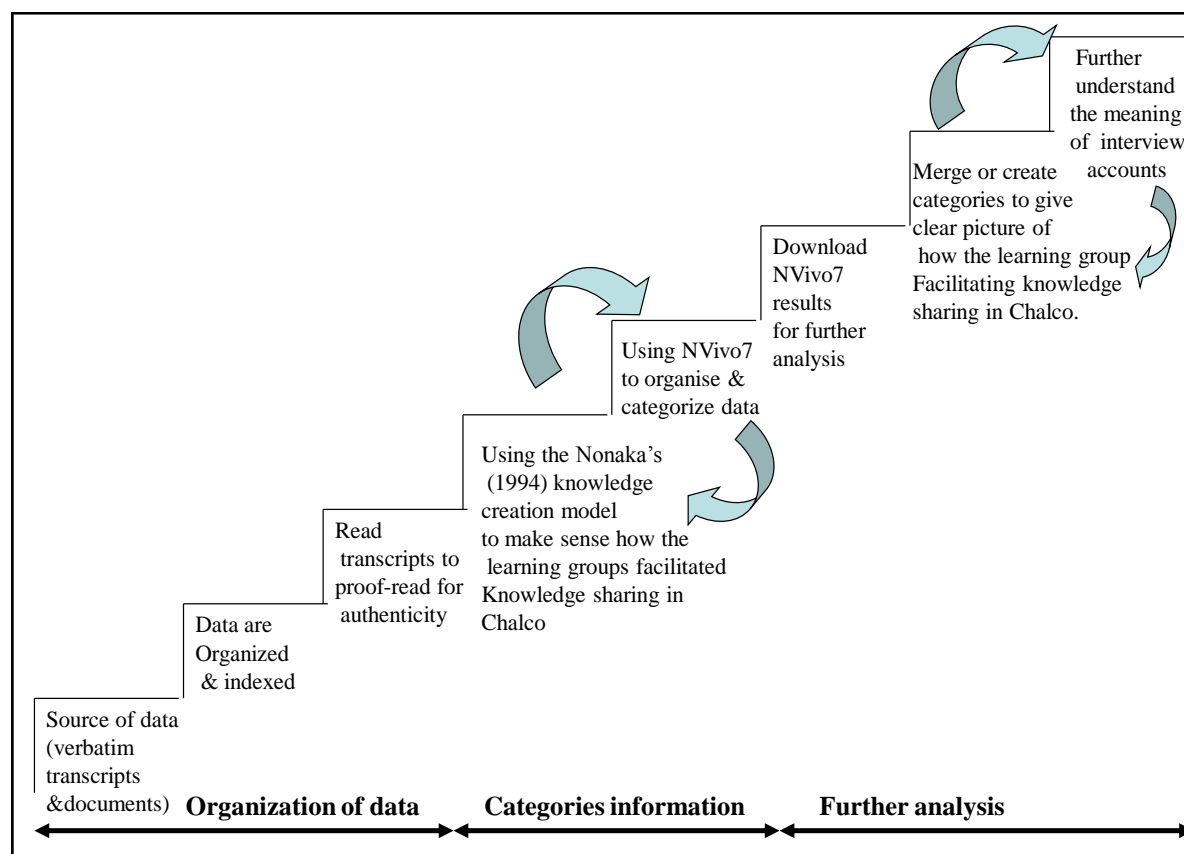 Source of data
(verbatim
transcripts
&documents)
Data are
Organized
& indexed
Read
transcripts to
proof-read for
authenticity
Using the Nonaka’s
(1994) knowledge
creation model
to make sense how the
learning groups facilitated
Knowledge sharing in
Chalco
Using NVivo7
to organise &
categorize data
Download
NVivo7
results
for further
analysis
Merge or create
categories to give
clear picture of
how the learning group
Facilitating knowledge
sharing in Chalco.
Further
understand
the meaning
of interview
accounts
Organization of data
Categories information
Further analysis